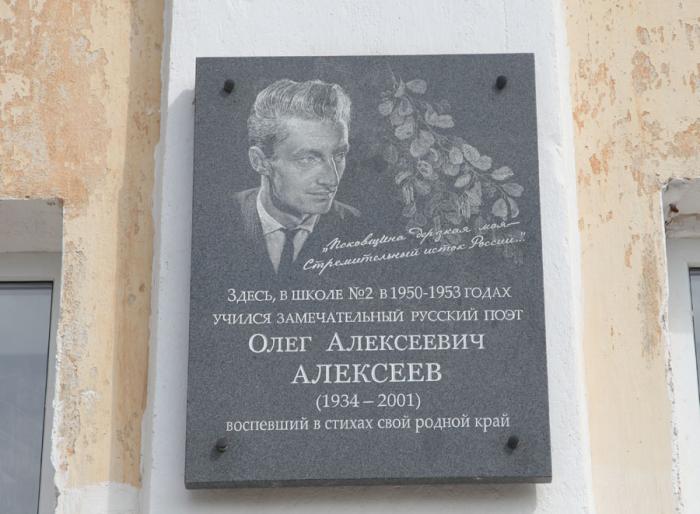 „Псковщина дерзкая моя–
Стремительный исток России..."
Здесь, в школе №2 в 1950-1953 годах
учился замечательный русский поэт
Олег Алексеевич
АЛЕКСЕЕВ
(1934 – 2001)
воспевший в стихах свой родной край